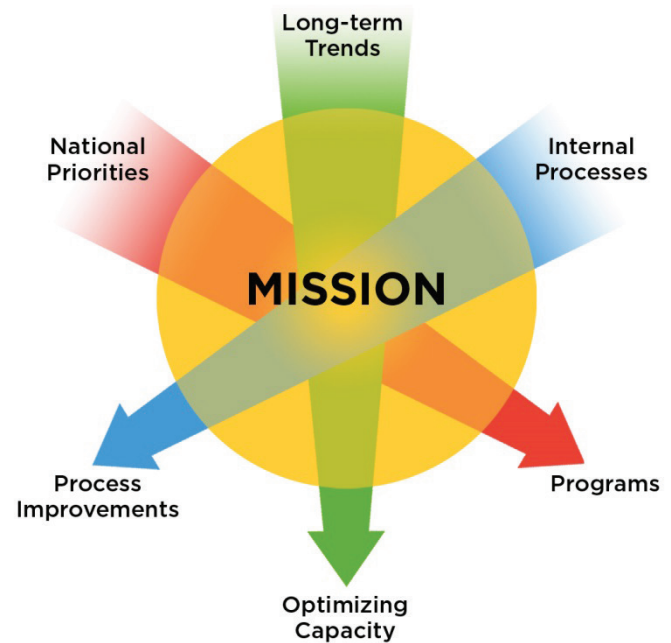 Long-term
Trends
National
Priorities
Internal
Processes
MISSION
Process
Improvements
Programs
Optimizing
Capacity